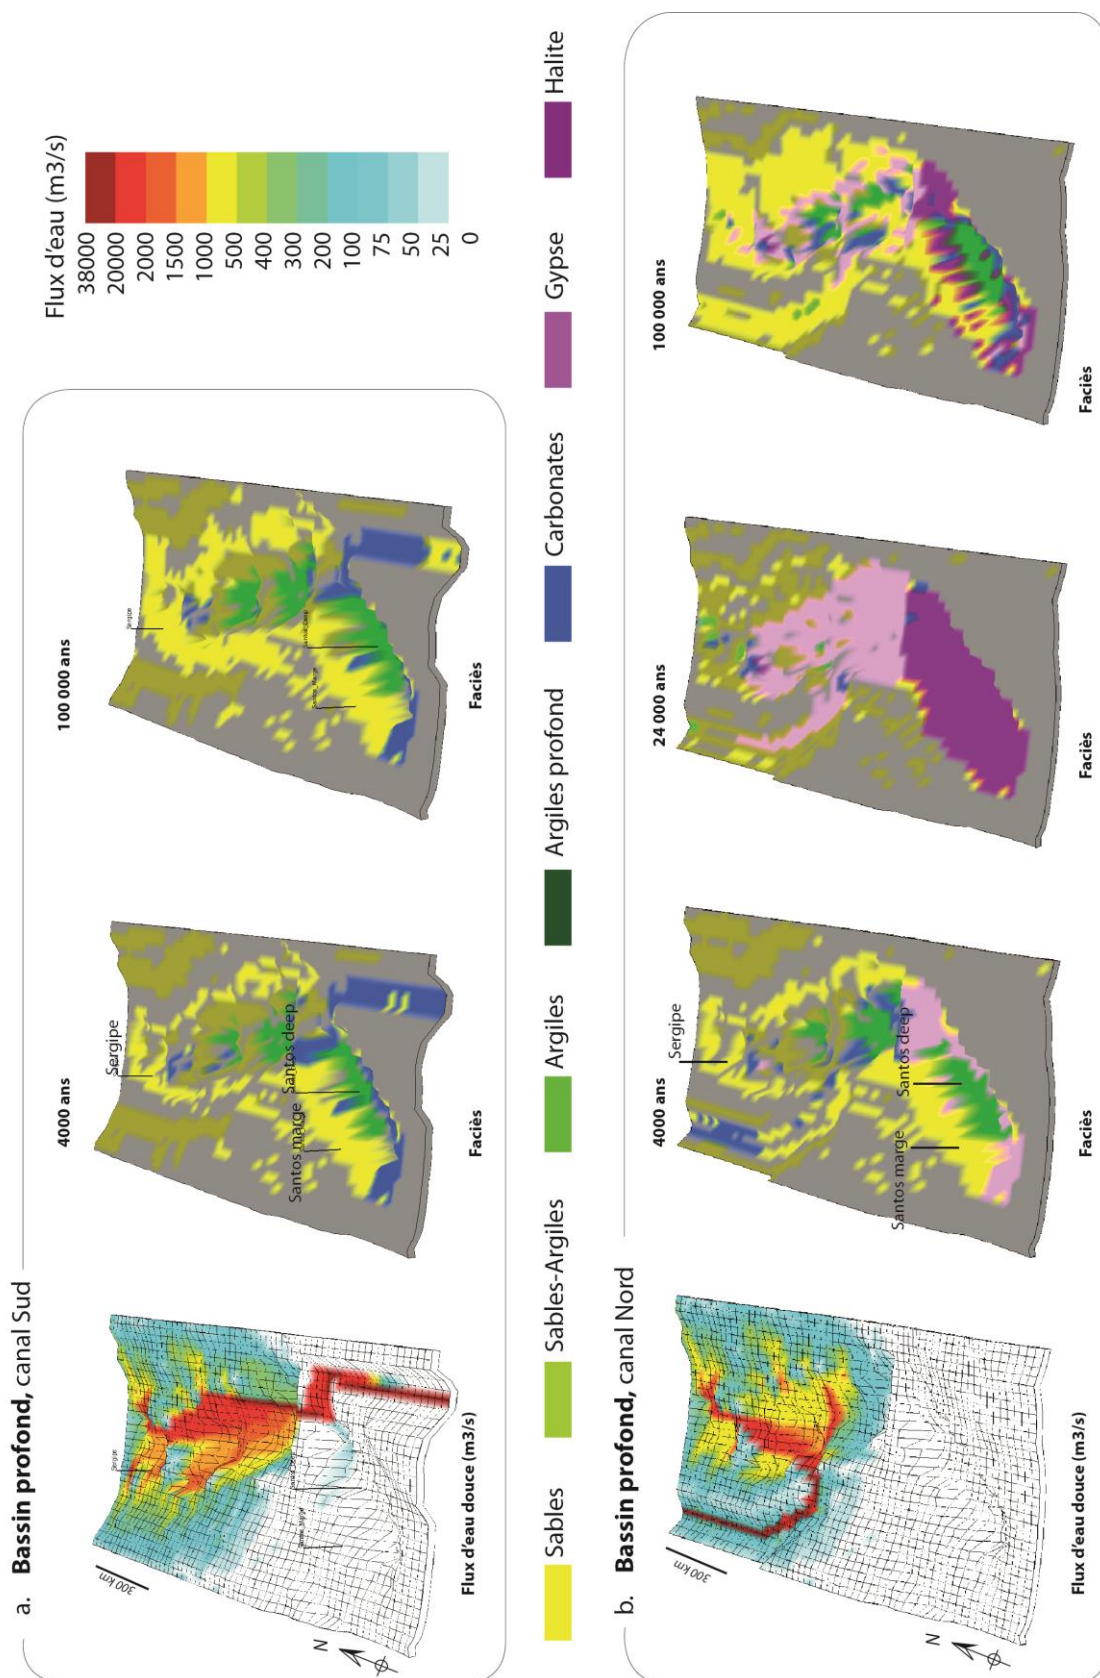 a. Bassin profond, canal Sud
4000 ans
100 000 ans
Flux d'eau (m3/s)
38000
20000
2000
1500
1000
500
400
300
200
100
75
50
25
0
300 km
N
Sergipe
Flux d'eau douce (m3/s)
Sergipe
Santos marge
Santos deep
Faciès
Sergipe
Faciès
Sables
Sables-Argiles
Argiles
Argiles profond
Carbonates
Gypse
Halite
b. Bassin profond, canal Nord
4000 ans
24 000 ans
100 000 ans
300 km
N
Flux d'eau douce (m3/s)
Sergipe
Santos marge
Santos deep
Faciès
Faciès
Faciès